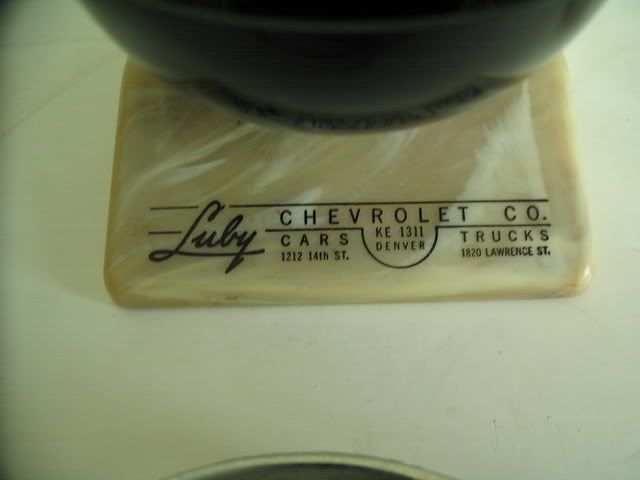 Luby CHEVROLET CO.
CARS KE 1311 TRUCKS
1212 14th ST. DENVER 1820 LAWRENCE ST.